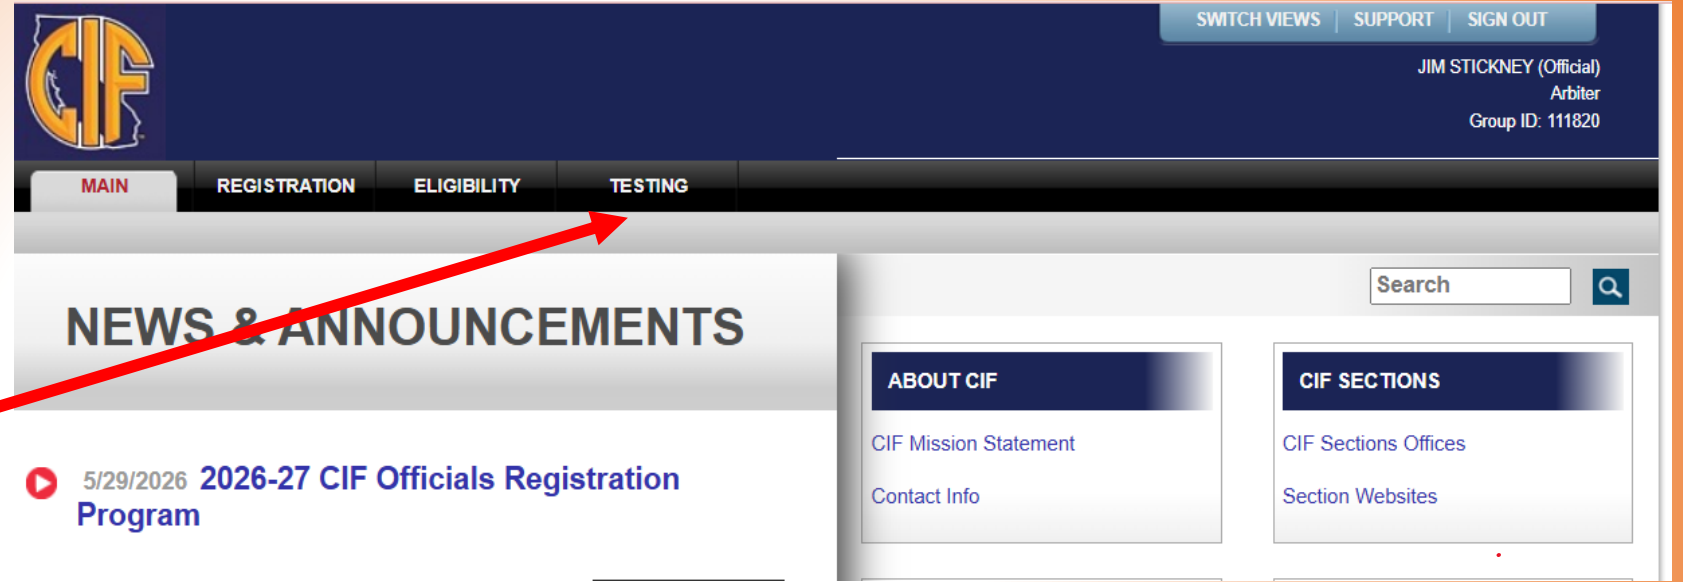 CIF
SWITCH VIEWS SUPPORT SIGN OUT
JIM STICKNEY (Official)
Arbiter
Group ID: 111820
MAIN REGISTRATION ELIGIBILITY TESTING
Search
NEWS & ANNOUNCEMENTS
5/29/2026 2026-27 CIF Officials Registration
Program
ABOUT CIF
CIF Mission Statement
Contact Info
CIF SECTIONS
CIF Sections Offices
Section Websites